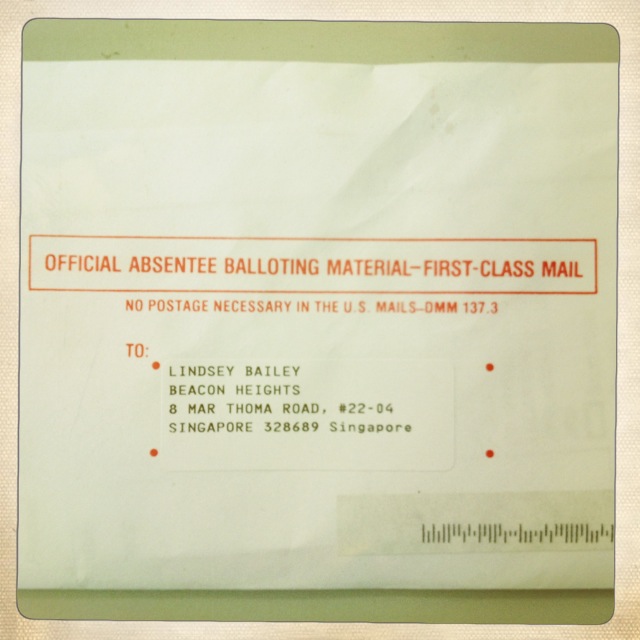 OFFICIAL ABSENTEE BALLOTING MATERIAL–FIRST-CLASS MAIL
NO POSTAGE NECESSARY IN THE U.S. MAILS–DMM 137.3
TO:
LINDSEY BAILEY
BEACON HEIGHTS
8 MAR THOMA ROAD, #22-04
SINGAPORE 328689 Singapore